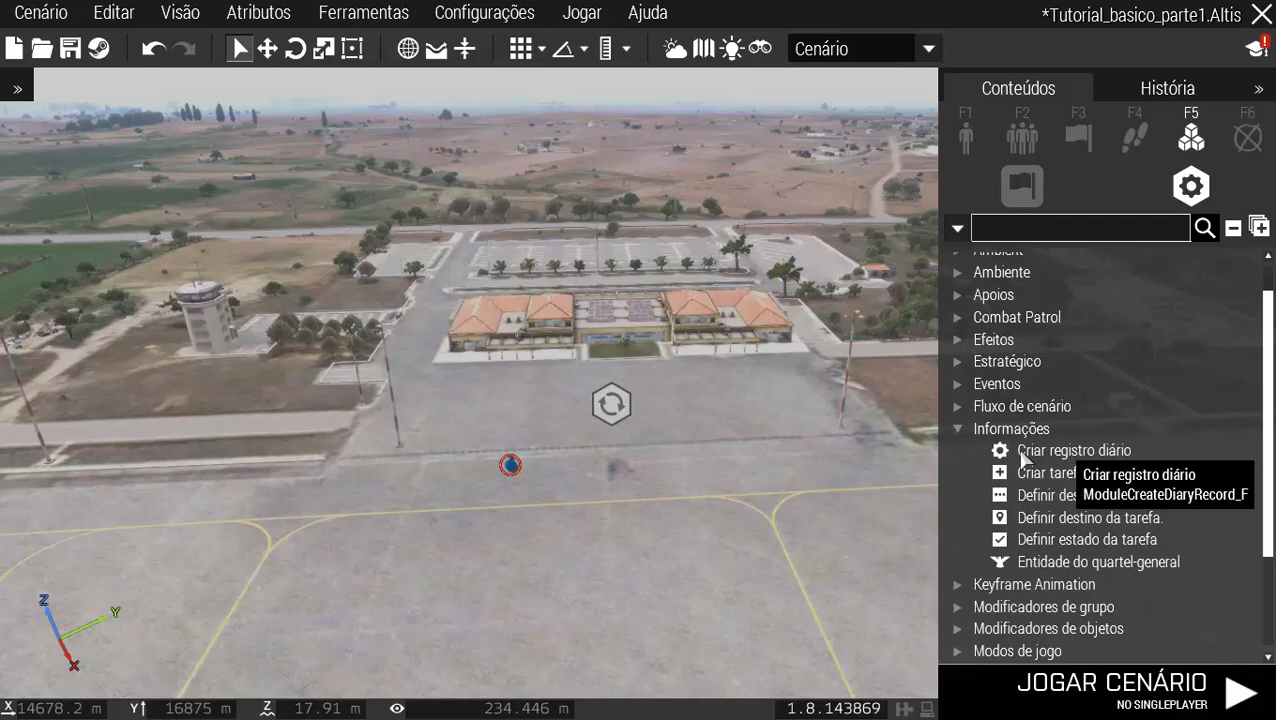 Cenário Editar Visão Atributos Ferramentas Configurações Jogar Ajuda *Tutorial_basico_parte1.Altis
Cenário
»
Conteúdos História »
F1 F2 F3 F4 F5 F6
Ambient
Ambiente
Apoios
Combat Patrol
Efeitos
Estratégico
Eventos
Fluxo de cenário
Informações
Criar registro diário
Criar taref
Criar registro diário
ModuleCreateDiaryRecord_F
Definir des
Definir destino da tarefa.
Definir estado da tarefa
Entidade do quartel-general
Keyframe Animation
Modificadores de grupo
Modificadores de objetos
Modos de jogo
Z
Y
X
JOGAR CENÁRIO
NO SINGLEPLAYER
X 14678.2 m Y 16875 m Z 17.91 m 234.446 m 1.8.143869